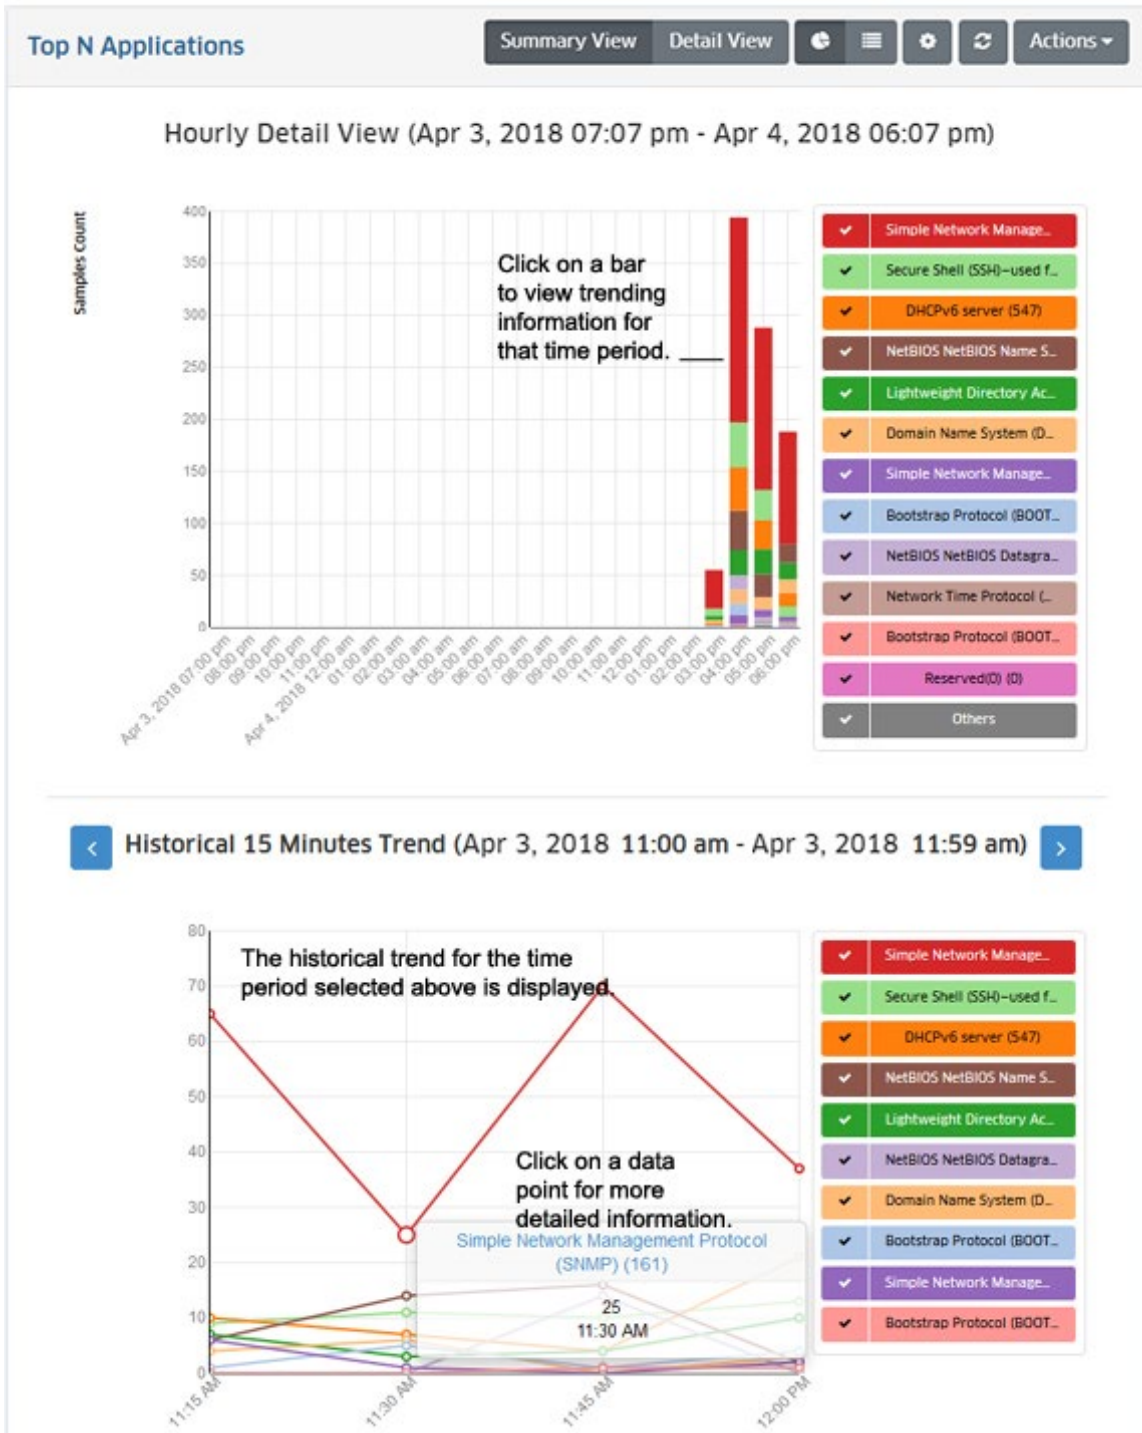 Top N Applications
Summary View
Detail View
Actions
Hourly Detail View (Apr 3, 2018 07:07 pm - Apr 4, 2018 06:07 pm)
Samples Count
400
350
300
250
200
150
100
50
0
Click on a bar
to view trending
information for
that time period.
Apr 3, 2018 07:00 pm
08:00 pm
09:00 pm
10:00 pm
11:00 pm
Apr 4, 2018 12:00 am
01:00 am
02:00 am
03:00 am
04:00 am
05:00 am
06:00 am
07:00 am
08:00 am
09:00 am
10:00 am
11:00 am
12:00 pm
01:00 pm
02:00 pm
03:00 pm
04:00 pm
05:00 pm
06:00 pm
Simple Network Manage...
Secure Shell (SSH)–used f...
DHCPv6 server (547)
NetBIOS NetBIOS Name S...
Lightweight Directory Ac...
Domain Name System (D...
Simple Network Manage...
Bootstrap Protocol (BOOT...
NetBIOS NetBIOS Datagra...
Network Time Protocol (...
Bootstrap Protocol (BOOT...
Reserved(0) (0)
Others
Historical 15 Minutes Trend (Apr 3, 2018 11:00 am - Apr 3, 2018 11:59 am)
80
70
60
50
40
30
20
10
0
The historical trend for the time
period selected above is displayed.
Click on a data
point for more
detailed information.
Simple Network Management Protocol
(SNMP) (161)
25
11:30 AM
11:15 AM
11:30 AM
11:45 AM
12:00 PM
Simple Network Manage...
Secure Shell (SSH)–used f...
DHCPv6 server (547)
NetBIOS NetBIOS Name S...
Lightweight Directory Ac...
NetBIOS NetBIOS Datagra...
Domain Name System (D...
Bootstrap Protocol (BOOT...
Simple Network Manage...
Bootstrap Protocol (BOOT...